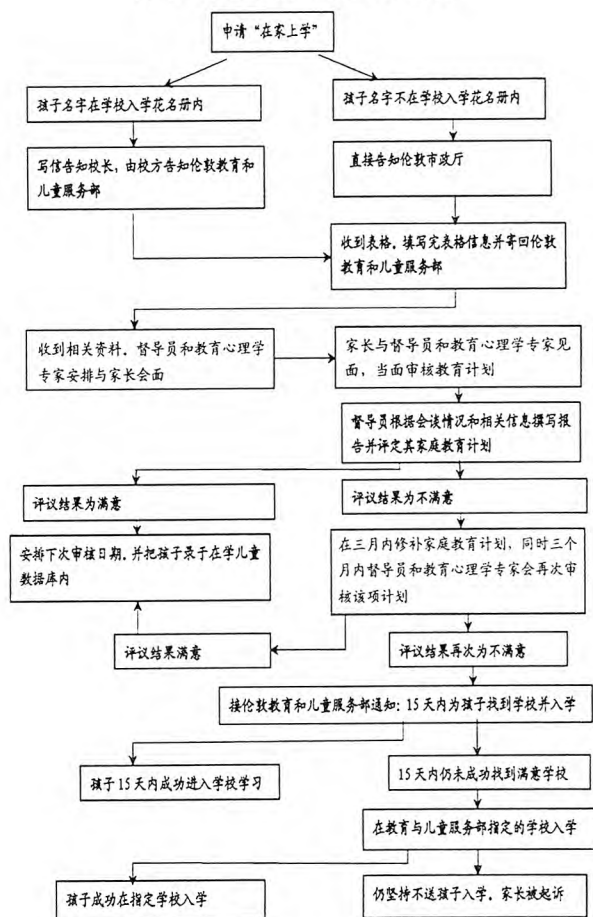 申请“在家上学”
孩子名字在学校入学花名册内
孩子名字不在学校入学花名册内
写信告知校长，由校方告知伦敦教育和
儿童服务部
直接告知伦敦市政厅
收到表格，填写完表格信息并寄回伦敦
教育和儿童服务部
收到相关资料，督导员和教育心理学
专家安排与家长会面
家长与督导员和教育心理学专家见
面，当面审核教育计划
督导员根据会谈情况和相关信息撰写报
告并评定其家庭教育计划
评议结果为满意
评议结果为不满意
安排下次审核日期，并把孩子录于在学儿童
数据库内
在三月内修补家庭教育计划，同时三个
月内督导员和教育心理学专家会再次审
核该项计划
评议结果满意
评议结果再次为不满意
接伦敦教育和儿童服务部通知：15天内为孩子找到学校并入学
孩子15天内成功进入学校学习
15天内仍未成功找到满意学校
在教育与儿童服务部指定的学校入学
孩子成功在指定学校入学
仍坚持不送孩子入学，家长被起诉